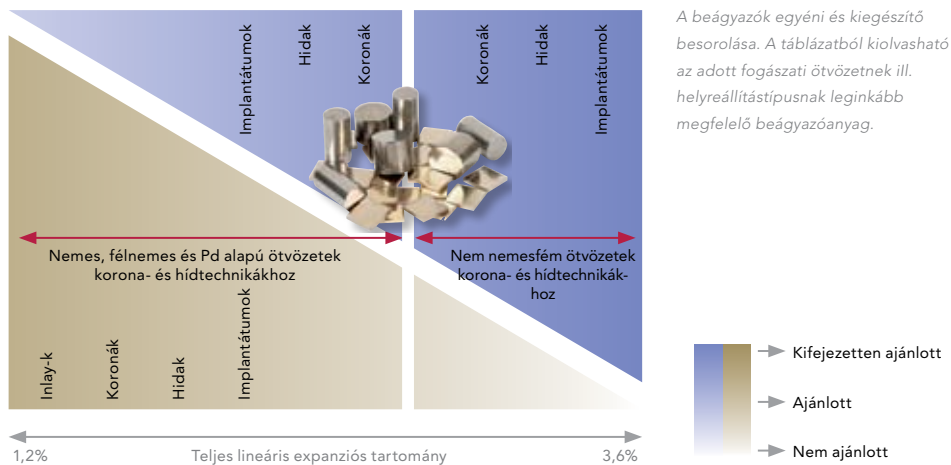 Implantátumok
Hidak
Koronák
Koronák
Hidak
Implantátumok
A beágyazók egyéni és kiegészítő
besorolása. A táblázatból kiolvasható
az adott fogászati ötvözetnek ill.
helyreállítástípusnak leginkább
megfelelő beágyazóanyag.
Nemes, félnemes és Pd alapú ötvözetek
korona- és hídtechnikákhoz
Nem nemesfém ötvözetek
korona- és hídtechnikák-
hoz
Inlay-k
Koronák
Hidak
Implantátumok
Kifejezetten ajánlott
Ajánlott
Nem ajánlott
1,2%
Teljes lineáris expanziós tartomány
3,6%